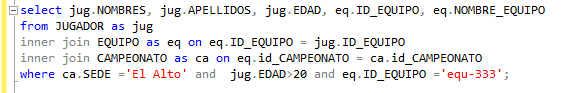 select jug.NOMBRES, jug.APELLIDOS, jug.EDAD, eq.ID_EQUIPO, eq.NOMBRE_EQUIPO
from JUGADOR as jug
inner join EQUIPO as eq on eq.ID_EQUIPO = jug.ID_EQUIPO
inner join CAMPEONATO as ca on eq.id_CAMPEONATO = ca.id_CAMPEONATO
where ca.SEDE ='El Alto' and  jug.EDAD>20 and eq.ID_EQUIPO ='equ-333';